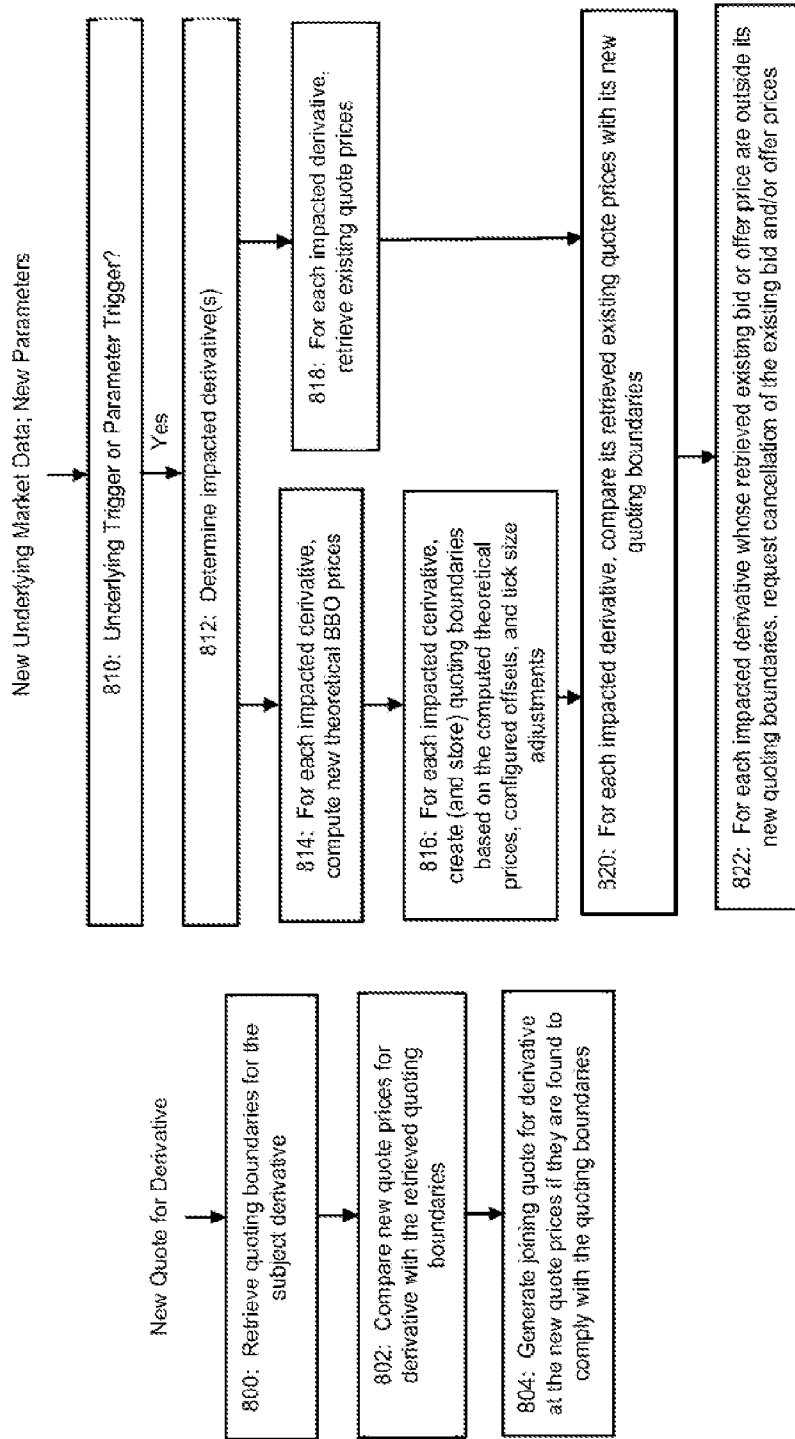 New Quote for Derivative
800: Retrieve quoting boundaries for the
subject derivative
802: Compare new quote prices for
derivative with the retrieved quoting
boundaries
804: Generate joining quote for derivative
at the new quote prices if they are found to
comply with the quoting boundaries
New Underlying Market Data; New Parameters
810: Underlying Trigger or Parameter Trigger?
Yes
812: Determine impacted derivative(s)
814: For each impacted derivative,
compute new theoretical BBO prices
816: For each impacted derivative,
create (and store) quoting boundaries
based on the computed theoretical
prices, configured offsets, and tick size
adjustments
818: For each impacted derivative,
retrieve existing quote prices
820: For each impacted derivative, compare its retrieved existing quote prices with its new
quoting boundaries
822: For each impacted derivative whose retrieved existing bid or offer price are outside its
new quoting boundaries, request cancellation of the existing bid and/or offer prices